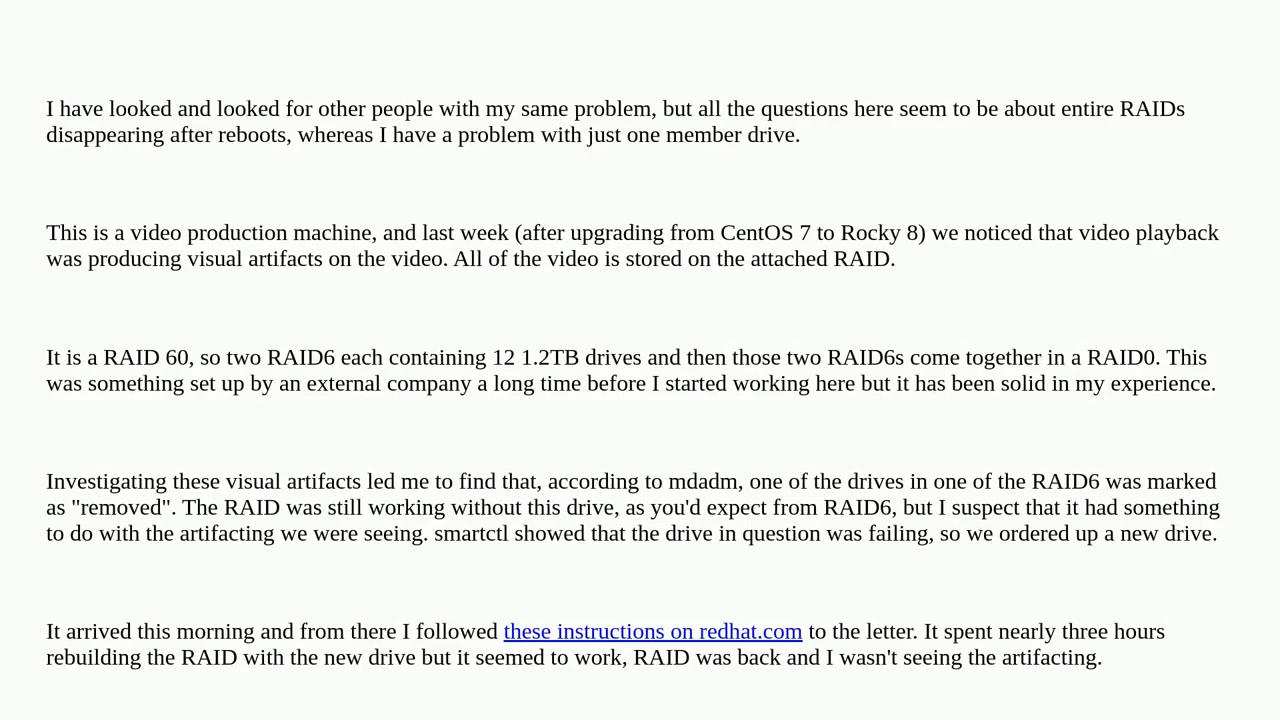 I have looked and looked for other people with my same problem, but all the questions here seem to be about entire RAIDs
disappearing after reboots, whereas I have a problem with just one member drive.
This is a video production machine, and last week (after upgrading from CentOS 7 to Rocky 8) we noticed that video playback
was producing visual artifacts on the video. All of the video is stored on the attached RAID.
It is a RAID 60, so two RAID6 each containing 12 1.2TB drives and then those two RAID6s come together in a RAID0. This
was something set up by an external company a long time before I started working here but it has been solid in my experience.
Investigating these visual artifacts led me to find that, according to mdadm, one of the drives in one of the RAID6 was marked
as "removed". The RAID was still working without this drive, as you'd expect from RAID6, but I suspect that it had something
to do with the artifacting we were seeing. smartctl showed that the drive in question was failing, so we ordered up a new drive.
It arrived this morning and from there I followed these instructions on redhat.com to the letter. It spent nearly three hours
rebuilding the RAID with the new drive but it seemed to work, RAID was back and I wasn't seeing the artifacting.